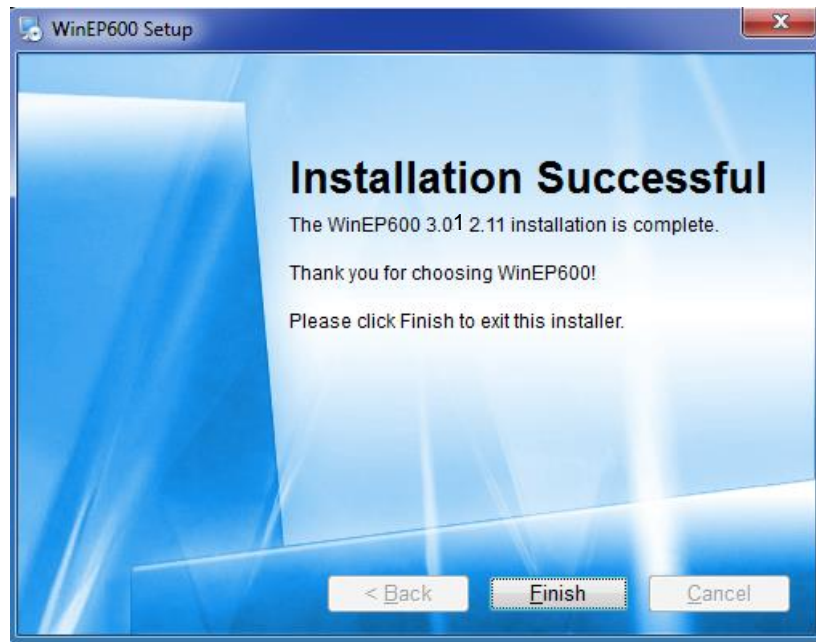 WinEP600 Setup
Installation Successful
The WinEP600 3.01 2.11 installation is complete.
Thank you for choosing WinEP600!
Please click Finish to exit this installer.
< Back
Finish
Cancel